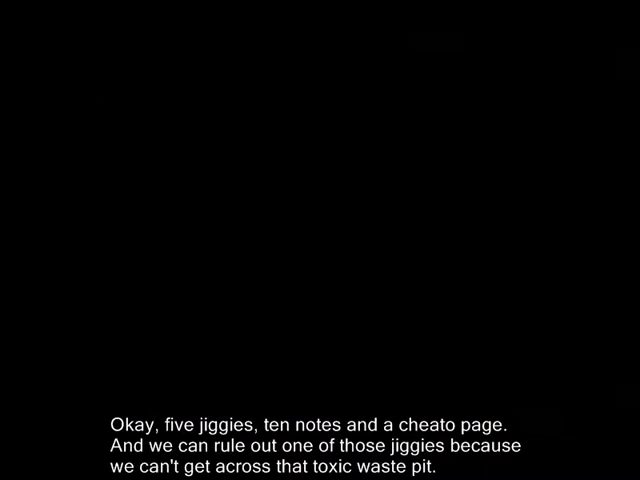 Okay, five jiggies, ten notes and a cheato page.
And we can rule out one of those jiggies because
we can't get across that toxic waste pit.